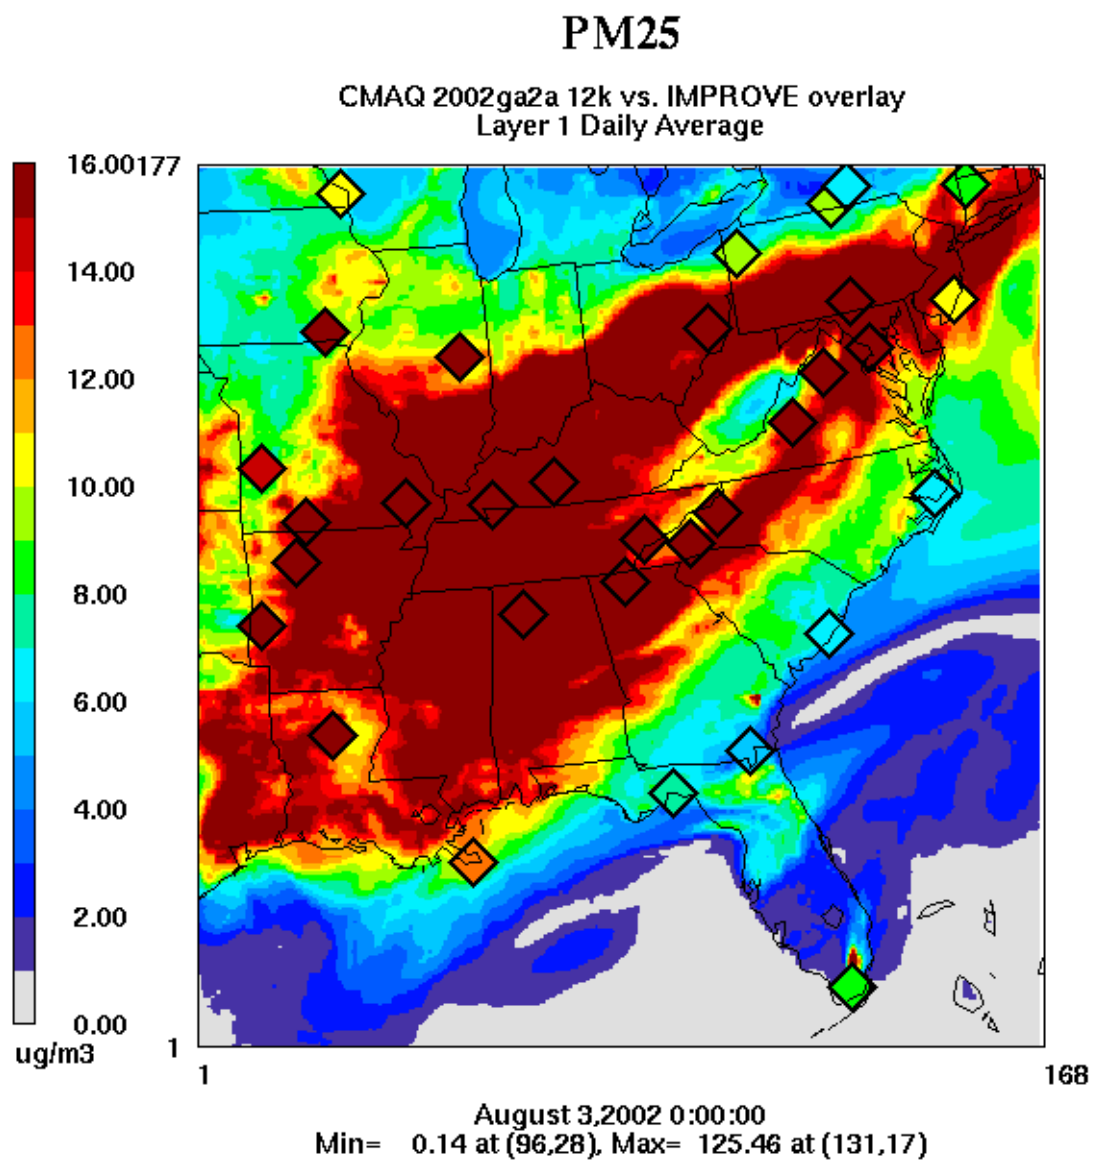 PM25
CMAQ 2002ga2a 12k vs. IMPROVE overlay
Layer 1 Daily Average
16.00
14.00
12.00
10.00
8.00
6.00
4.00
2.00
0.00
ug/m3
177
1
1
168
August 3,2002 0:00:00
Min= 0.14 at (96,28), Max= 125.46 at (131,17)